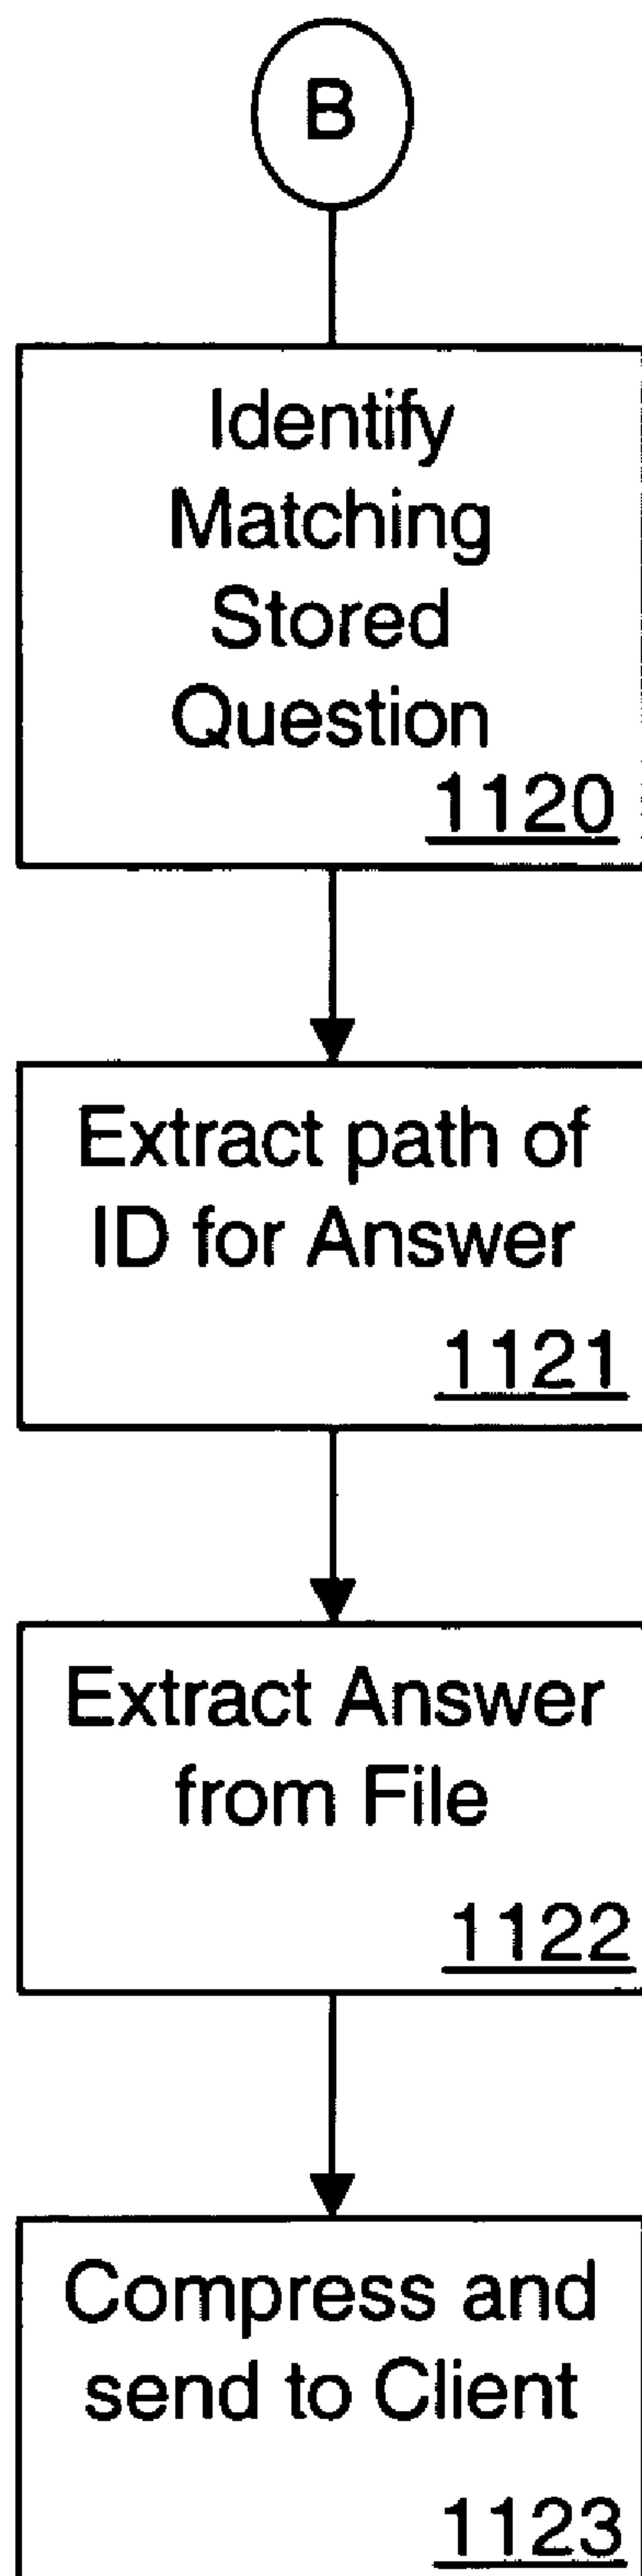 B
Identify
Matching
Stored
Question
1120
Extract path of
ID for Answer
1121
Extract Answer
from File
1122
Compress and
send to Client
1123